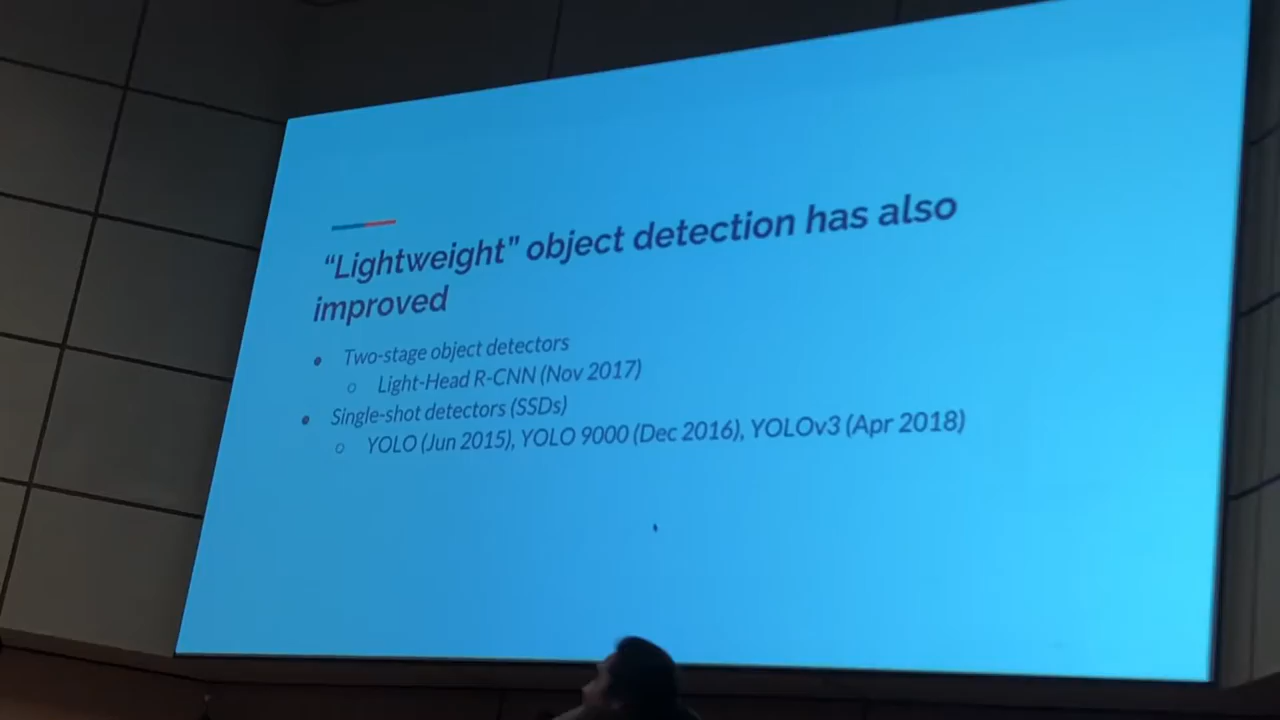 “Lightweight” object detection has also
improved
● Two-stage object detectors
○ Light-Head R-CNN (Nov 2017)
● Single-shot detectors (SSDs)
○ YOLO (Jun 2015), YOLO 9000 (Dec 2016), YOLOv3 (Apr 2018)